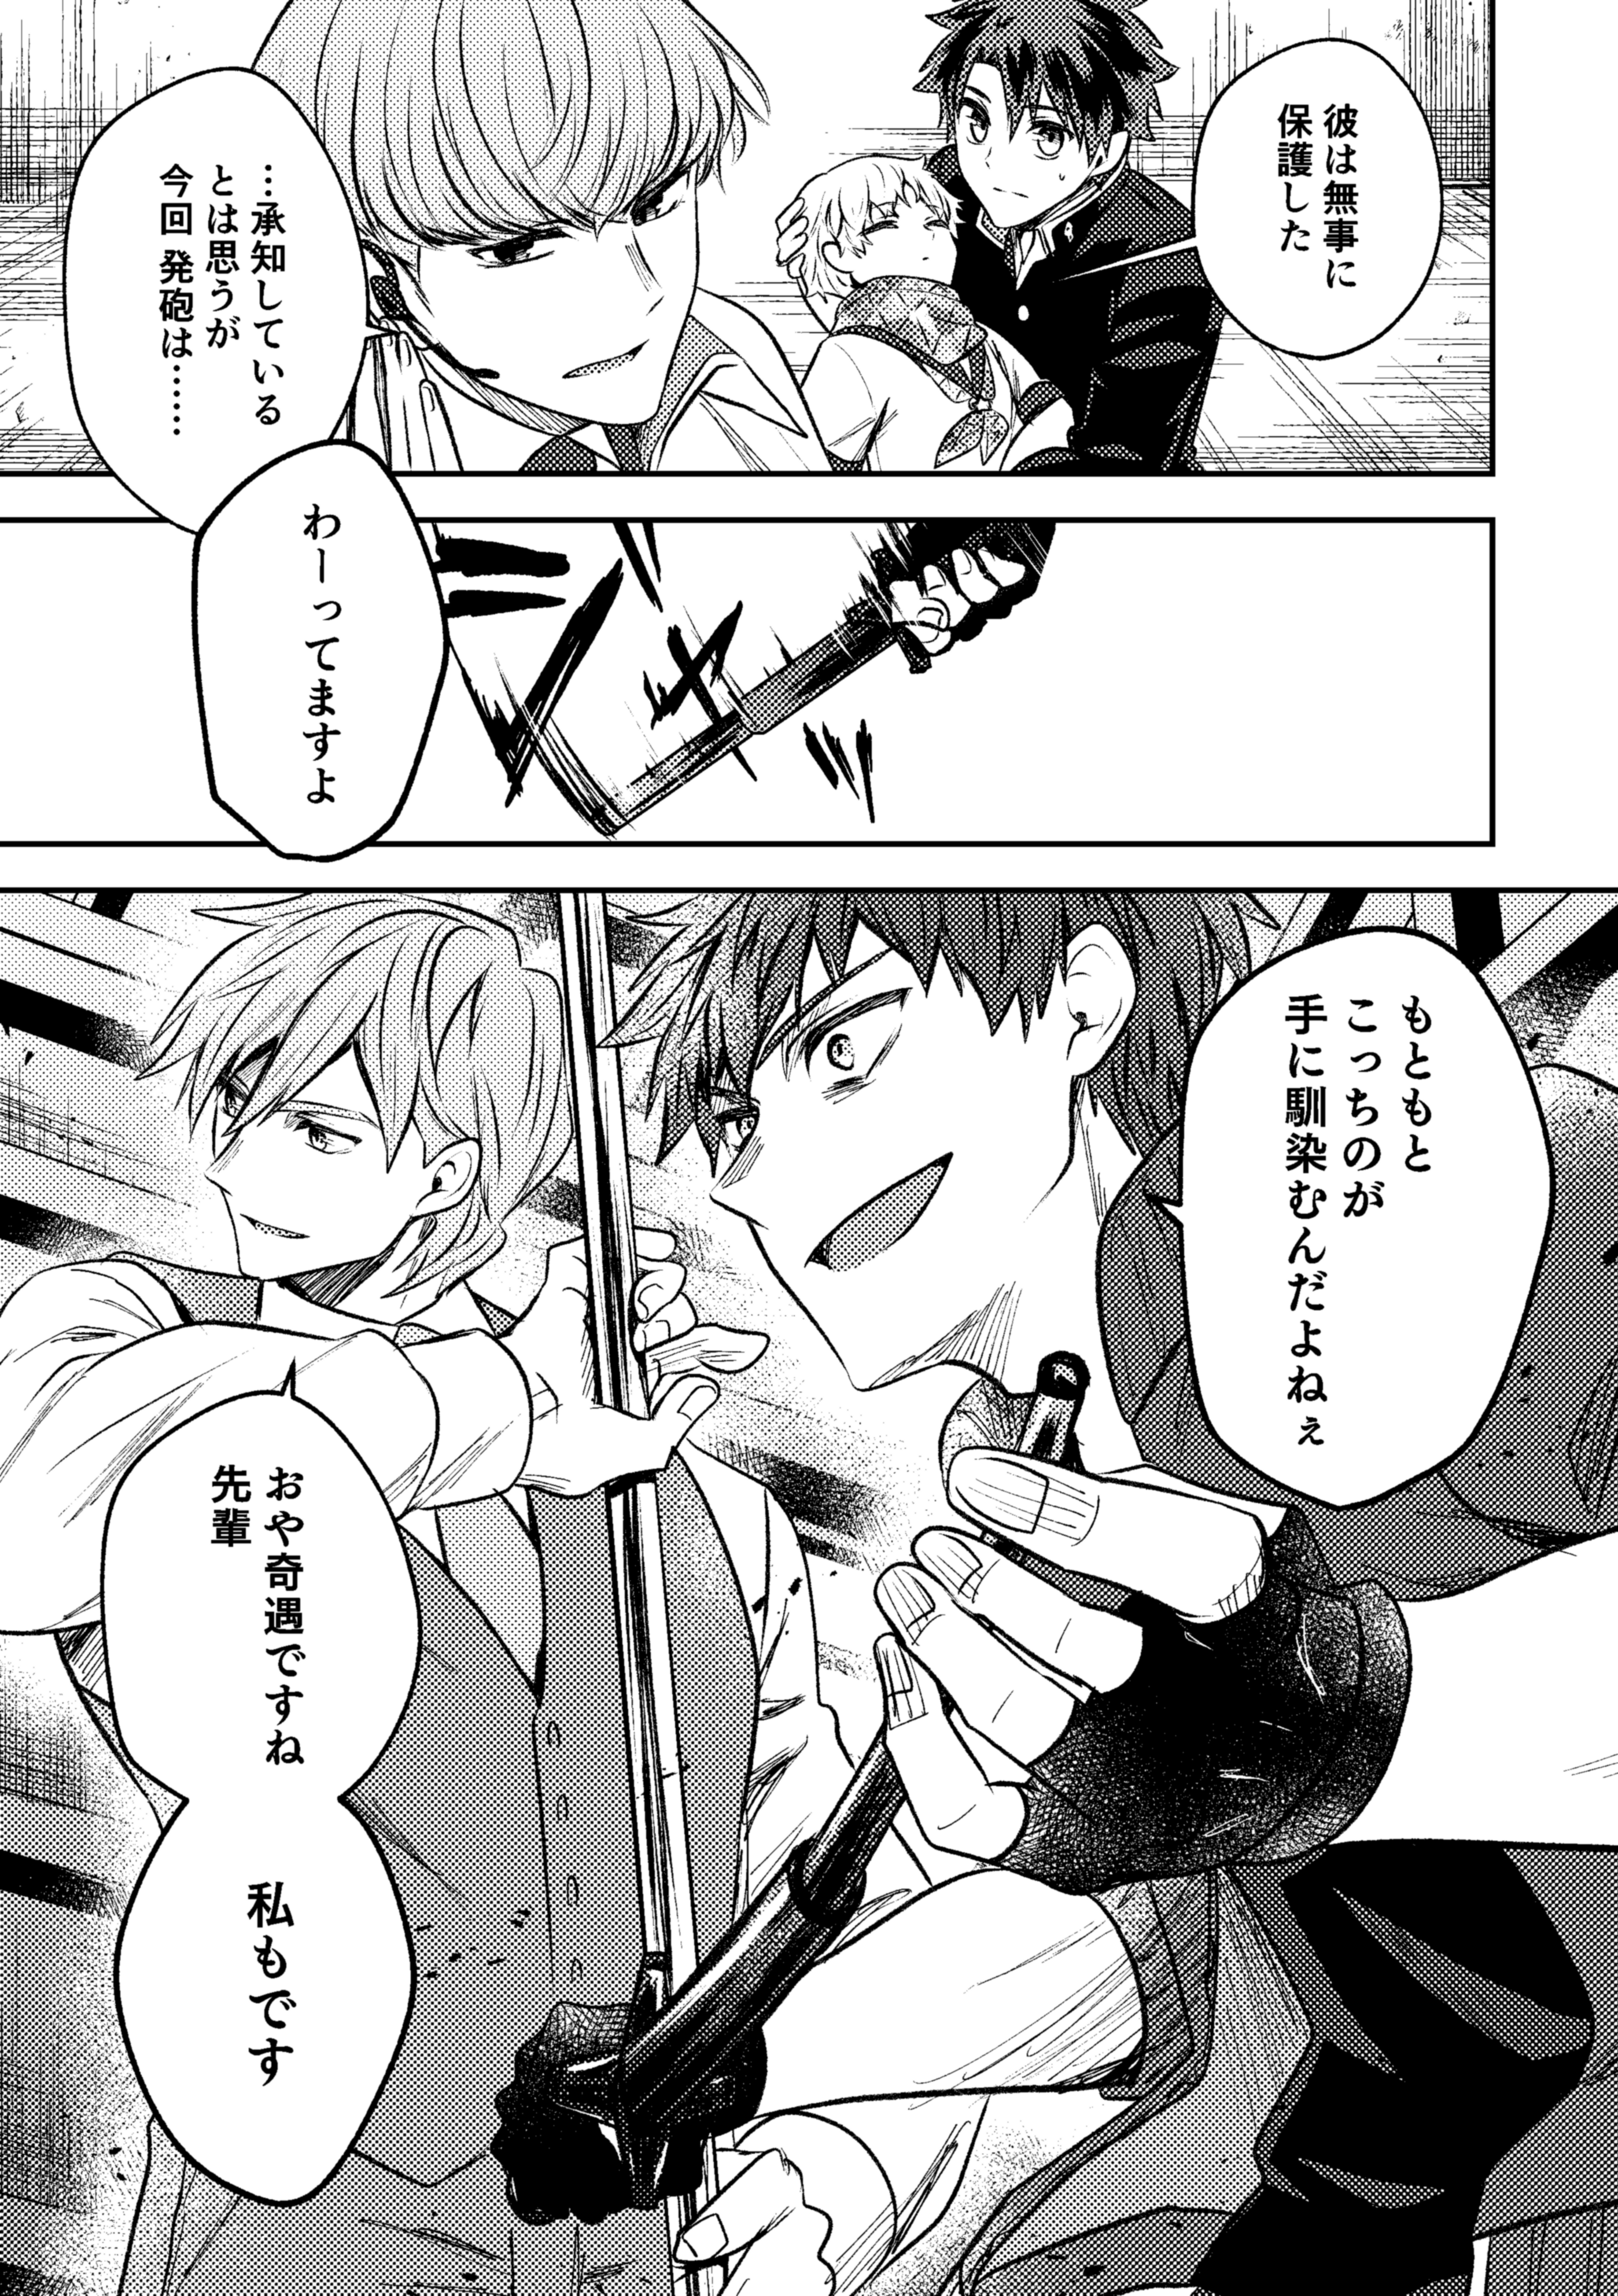 彼は無事に
保護した
…承知している
とは思うが
今回 発砲は……
わーってますよ
もともと
こっちのが
手に馴染むんだよねぇ
おや奇遇ですね
先輩
私もです